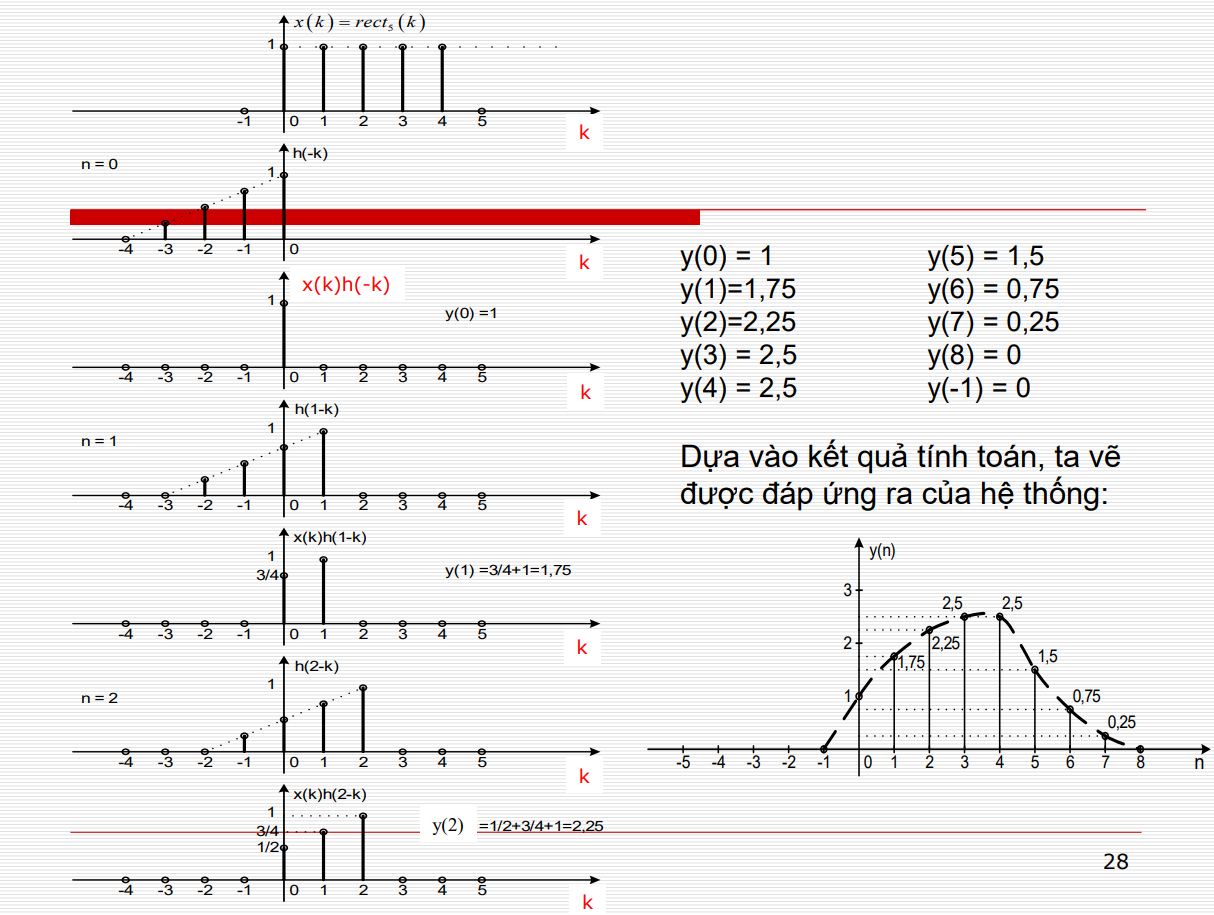 x(k) = rect₅(k)
1
-1 0 1 2 3 4 5
k
n = 0
h(-k)
1
-4 -3 -2 -1 0
k
x(k)h(-k)
1
y(0) =1
-4 -3 -2 -1 0 1 2 3 4 5
k
n = 1
h(1-k)
1
-4 -3 -2 -1 0 1 2 3 4 5
k
x(k)h(1-k)
1
3/4
y(1) =3/4+1=1,75
-4 -3 -2 -1 0 1 2 3 4 5
k
n = 2
h(2-k)
1
-4 -3 -2 -1 0 1 2 3 4 5
k
x(k)h(2-k)
1
3/4
1/2
y(2) =1/2+3/4+1=2,25
-4 -3 -2 -1 0 1 2 3 4 5
k
y(0) = 1
y(1)=1,75
y(2)=2,25
y(3) = 2,5
y(4) = 2,5
y(5) = 1,5
y(6) = 0,75
y(7) = 0,25
y(8) = 0
y(-1) = 0
Dựa vào kết quả tính toán, ta vẽ
được đáp ứng ra của hệ thống:
y(n)
3
2,5 2,5
2
2,25
1,75
1,5
1
0,75
0,25
-5 -4 -3 -2 -1 0 1 2 3 4 5 6 7 8 n
28